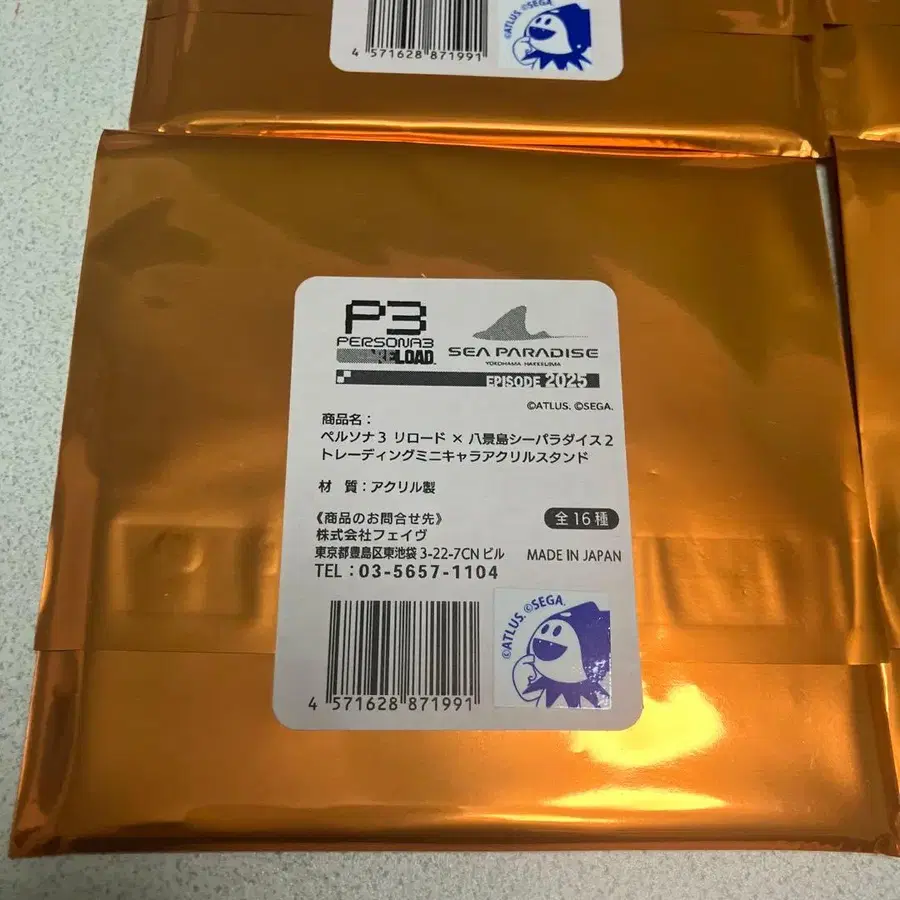 4 571628 871991
©ATLUS. ©SEGA.
P3
PERSONA3
RELOAD
SEA PARADISE
YOKOHAMA HAKKEIJIMA
EPISODE 2025
©ATLUS. ©SEGA.
商品名：
ペルソナ3 リロード × 八景島シーパラダイス2
トレーディングミニキャラアクリルスタンド
材 質：アクリル製
《商品のお問合せ先》
全16種
株式会社フェイヴ
東京都豊島区東池袋3-22-7CNビル
MADE IN JAPAN
TEL：03-5657-1104
©ATLUS. ©SEGA.
4 571628 871991